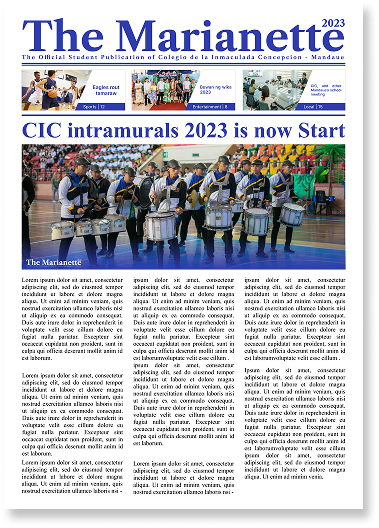 The Marianette
2023
The Official Student Publication of Colegio de la Inmaculada Concepcion - Mandaue
Eagles rout
tamaraw
Sports | 12
Buwan ng wika
2023
Entertainment | 8
CIC, and other
Mandaue's school
meeting
Local | 15
CIC intramurals 2023 is now Start
The Marianette
Lorem ipsum dolor sit amet, consectetur
adipiscing elit, sed do eiusmod tempor
incididunt ut labore et dolore magna
aliqua. Ut enim ad minim veniam, quis
nostrud exercitation ullamco laboris nisi
ut aliquip ex ea commodo consequat.
Duis aute irure dolor in reprehenderit in
voluptate velit esse cillum dolore eu
fugiat nulla pariatur. Excepteur sint
occaecat cupidatat non proident, sunt in
culpa qui officia deserunt mollit anim id
est laborum.
Lorem ipsum dolor sit amet, consectetur
adipiscing elit, sed do eiusmod tempor
incididunt ut labore et dolore magna
aliqua. Ut enim ad minim veniam, quis
nostrud exercitation ullamco laboris nisi
ut aliquip ex ea commodo consequat.
Duis aute irure dolor in reprehenderit in
voluptate velit esse cillum dolore eu
fugiat nulla pariatur. Excepteur sint
occaecat cupidatat non proident, sunt in
culpa qui officia deserunt mollit anim id
est laborum.
Lorem ipsum dolor sit amet, consectetur
adipiscing elit, sed do eiusmod tempor
incididunt ut labore et dolore magna
aliqua. Ut enim ad minim veniam, quis
nostrud exercitation ullamco laboris nisi -
ipsum dolor sit amet, consectetur
adipiscing elit, sed do eiusmod tempor
incididunt ut labore et dolore magna
aliqua. Ut enim ad minim veniam, quis
nostrud exercitation ullamco laboris nisi
ut aliquip ex ea commodo consequat.
Duis aute irure dolor in reprehenderit in
voluptate velit esse cillum dolore eu
fugiat nulla pariatur. Excepteur sint
occaecat cupidatat non proident, sunt in
culpa qui officia deserunt mollit anim id
est laborumvoluptate velit esse cillum .
ipsum dolor sit amet, consectetur
adipiscing elit, sed do eiusmod tempor
incididunt ut labore et dolore magna
aliqua. Ut enim ad minim veniam, quis
nostrud exercitation ullamco laboris nisi
ut aliquip ex ea commodo consequat.
Duis aute irure dolor in reprehenderit in
voluptate velit esse cillum dolore eu
fugiat nulla pariatur. Excepteur sint
occaecat cupidatat non proident, sunt in
culpa qui officia deserunt mollit anim id
est laborum.
Lorem ipsum dolor sit amet, consectetur
adipiscing elit, sed do eiusmod tempor
incididunt ut labore et dolore magna
aliqua. Ut enim ad minim veniam, quis
nostrud exercitation ullamco laboris nsi -
ipsum dolor sit amet, consectetur
adipiscing elit, sed do eiusmod tempor
incididunt ut labore et dolore magna
aliqua. Ut enim ad minim veniam, quis
nostrud exercitation ullamco laboris nisi
ut aliquip ex ea commodo consequat.
Duis aute irure dolor in reprehenderit in
voluptate velit esse cillum dolore eu
fugiat nulla pariatur. Excepteur sint
occaecat cupidatat non proident, sunt in
culpa qui officia deserunt mollit anim id
est laborumvoluptate velit esse cillum .
Ipsum dolor sit amet, consectetur
adipiscing elit, sed do eiusmod tempor
incididunt ut labore et dolore magna
aliqua. Ut enim ad minim veniam, quis
nostrud exercitation ullamco laboris nisi
ut aliquip ex ea commodo consequat.
Duis aute irure dolor in reprehenderit in
voluptate velit esse cillum dolore eu
fugiat nulla pariatur. Excepteur sint
occaecat cupidatat non proident, sunt in
culpa qui officia deserunt mollit anim id
est laborum ipsum dolor sit amet, consectetur
adipiscing elit, sed do eiusmod tempor
incididunt ut labore et dolore magna
aliqua. Ut enim ad minim venia.